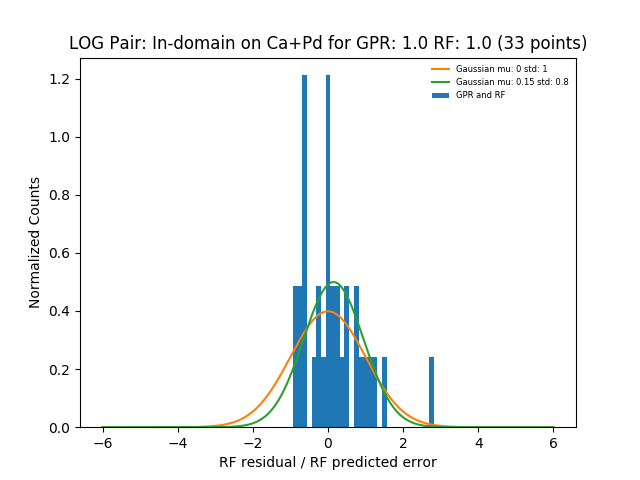 LOG Pair: In-domain on Ca+Pd for GPR: 1.0 RF: 1.0 (33 points)
Gaussian mu: 0 std: 1
Gaussian mu: 0.15 std: 0.8
GPR and RF
Normalized Counts
1.2
1.0
0.8
0.6
0.4
0.2
0.0
−6 −4 −2 0 2 4 6
RF residual / RF predicted error